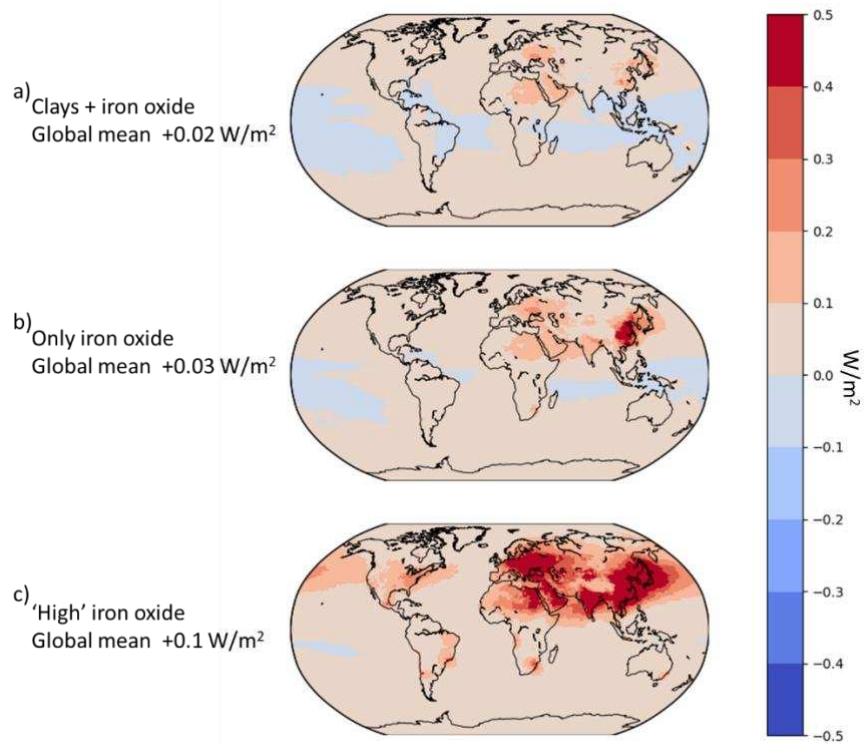 a)
Clays + iron oxide
Global mean +0.02 W/m²
b)
Only iron oxide
Global mean +0.03 W/m²
c)
‘High’ iron oxide
Global mean +0.1 W/m²
0.5
0.4
0.3
0.2
0.1
0.0
−0.1
−0.2
−0.3
−0.4
−0.5
W/m²